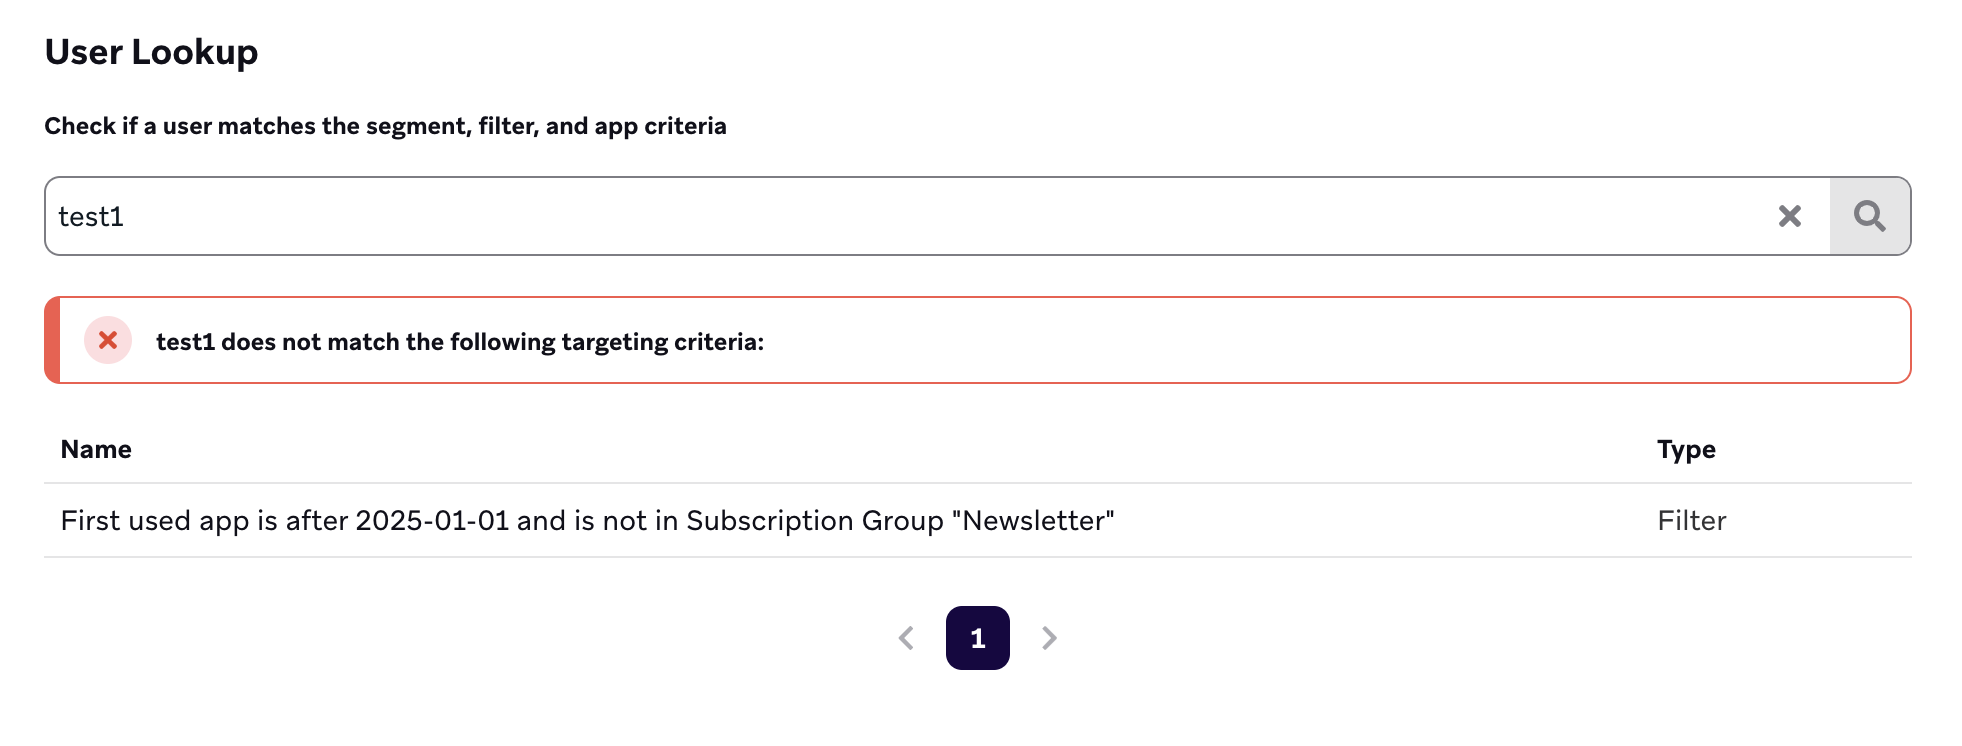 User Lookup
Check if a user matches the segment, filter, and app criteria
test1
test1 does not match the following targeting criteria:
Name Type
First used app is after 2025-01-01 and is not in Subscription Group "Newsletter" Filter
1